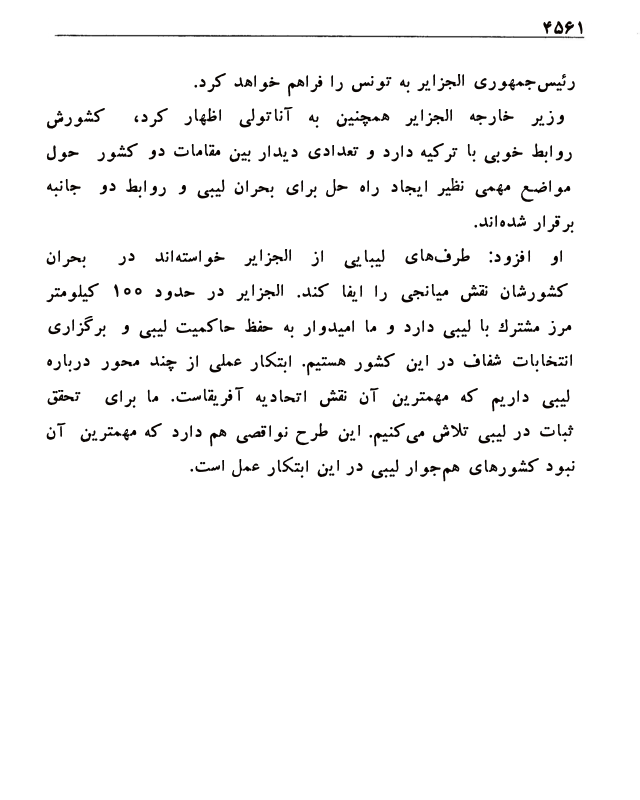 ۴۵۶۱
رئیس‌جمهوری الجزایر به تونس را فراهم خواهد کرد.
وزیر خارجه الجزایر همچنین به آناتولی اظهار کرد، کشورش
روابط خوبی با ترکیه دارد و تعدادی دیدار بین مقامات دو کشور حول
مواضع مهمی نظیر ایجاد راه حل برای بحران لیبی و روابط دو جانبه
برقرار شده‌اند.
او افزود: طرف‌های لیبایی از الجزایر خواسته‌اند در بحران
کشورشان نقش میانجی را ایفا کند. الجزایر در حدود ۱۰۰ کیلومتر
مرز مشترك با لیبی دارد و ما امیدوار به حفظ حاکمیت لیبی و برگزاری
انتخابات شفاف در این کشور هستیم. ابتکار عملی از چند محور درباره
لیبی داریم که مهمترین آن نقش اتحادیه آفریقاست. ما برای تحقق
ثبات در لیبی تلاش می‌کنیم. این طرح نواقصی هم دارد که مهمترین آن
نبود کشورهای هم‌جوار لیبی در این ابتکار عمل است.